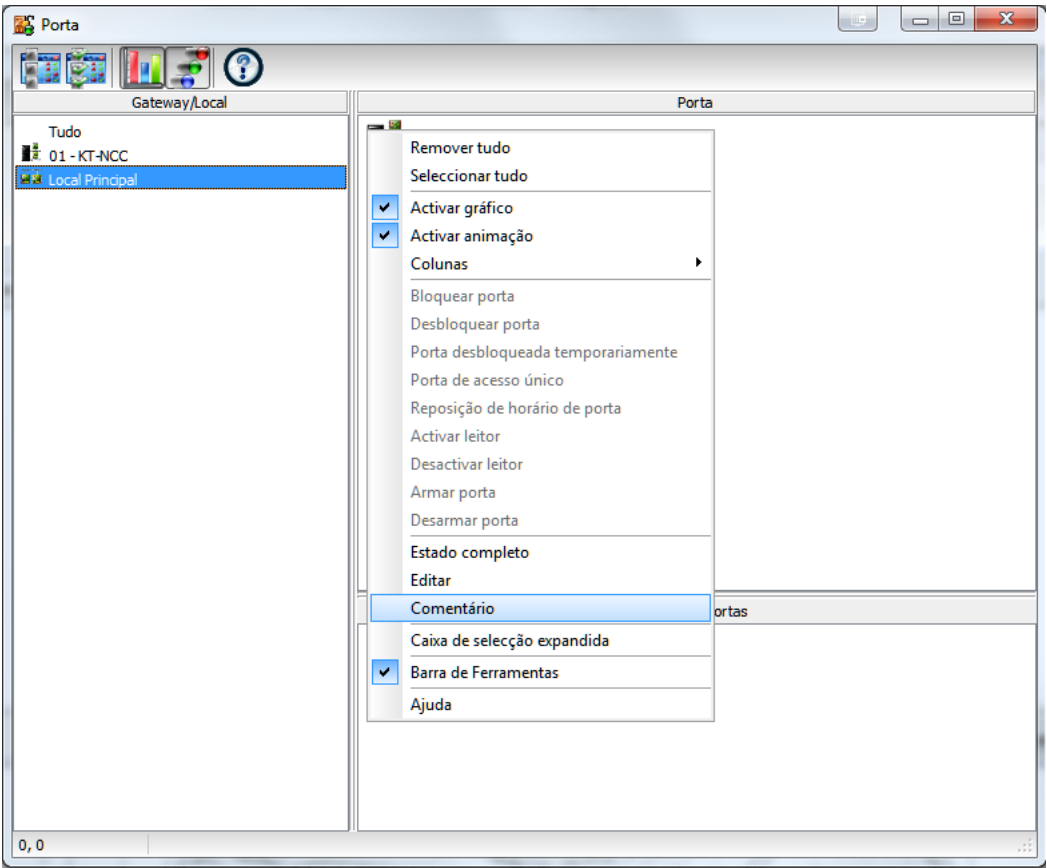 Porta
Gateway/Local
Porta
Tudo
01 - KT-NCC
Local Principal
Remover tudo
Seleccionar tudo
Activar gráfico
Activar animação
Colunas
Bloquear porta
Desbloquear porta
Porta desbloqueada temporariamente
Porta de acesso único
Reposição de horário de porta
Activar leitor
Desactivar leitor
Armar porta
Desarmar porta
Estado completo
Editar
Comentário
ortas
Caixa de selecção expandida
Barra de Ferramentas
Ajuda
0, 0